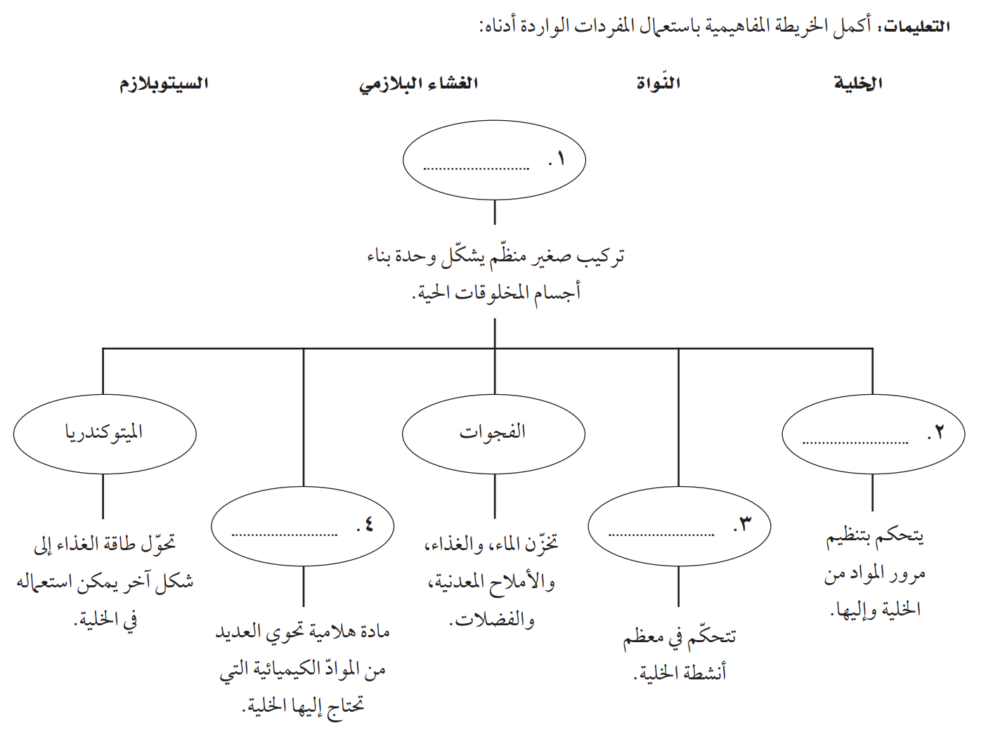 التعليمات: أكمل الخريطة المفاهيمية باستعمال المفردات الواردة أدناه:
الخلية النّواة الغشاء البلازمي السيتوبلازم
١. ..........................
تركيب صغير منظّم يشكّل وحدة بناء
أجسام المخلوقات الحية.
٢. ..........................
يتحكم بتنظيم
مرور المواد من
الخلية وإليها.
٣. ..........................
تتحكّم في معظم
أنشطة الخلية.
الفجوات
تخزّن الماء، والغذاء،
والأملاح المعدنية،
والفضلات.
٤. ..........................
مادة هلامية تحوي العديد
من الموادّ الكيميائية التي
تحتاج إليها الخلية.
الميتوكندريا
تحوّل طاقة الغذاء إلى
شكل آخر يمكن استعماله
في الخلية.